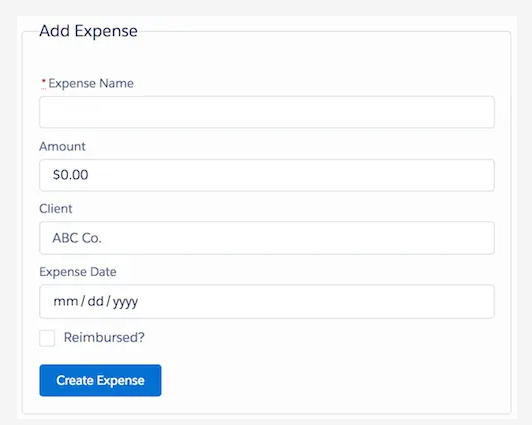 Add Expense
* Expense Name
Amount
$0.00
Client
ABC Co.
Expense Date
mm / dd / yyyy
Reimbursed?
Create Expense